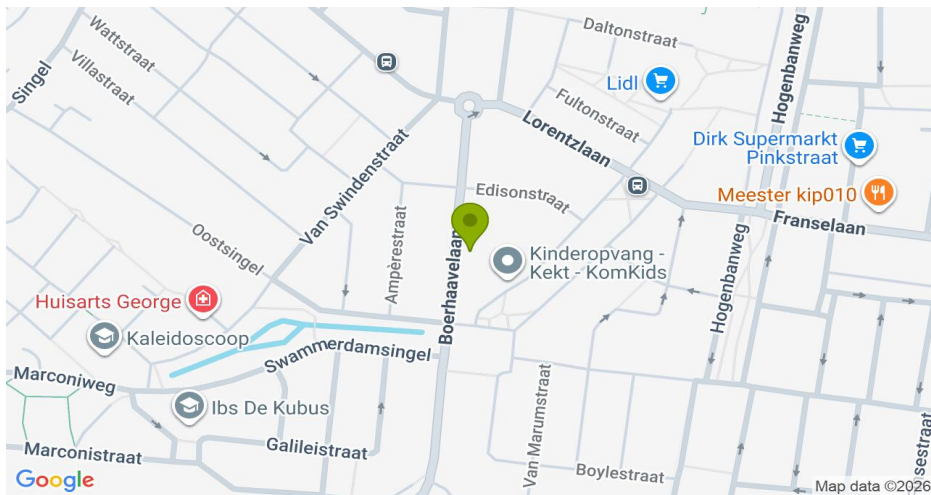 Daltonstraat
Wattstraat
Villastraat
Singel
Lidl
Fultonstraat
Hogenbanweg
Lorentzlaan
Dirk Supermarkt
Pinkstraat
Van Swindenstraat
Edisonstraat
Meester kip010
Franselaan
Oostsingel
Ampèrestraat
Boerhaavelaan
Kinderopvang -
Kekt - KomKids
Hogenbanweg
Huisarts George
Kaleidoscoop
Swammerdamsingel
Marconiweg
Ibs De Kubus
Van Marumstraat
Galileistraat
Marconistraat
Boylestraat
sestraat
Google
Map data ©2026